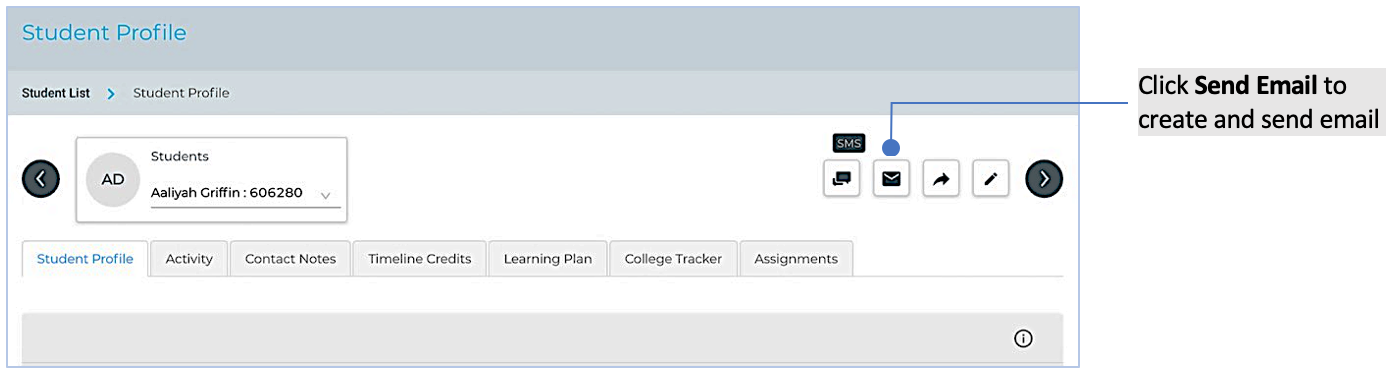 Student Profile
Student List Student Profile
Click Send Email to
create and send email
SMS
AD
Students
Aaliyah Griffin : 606280
Student Profile Activity Contact Notes Timeline Credits Learning Plan College Tracker Assignments